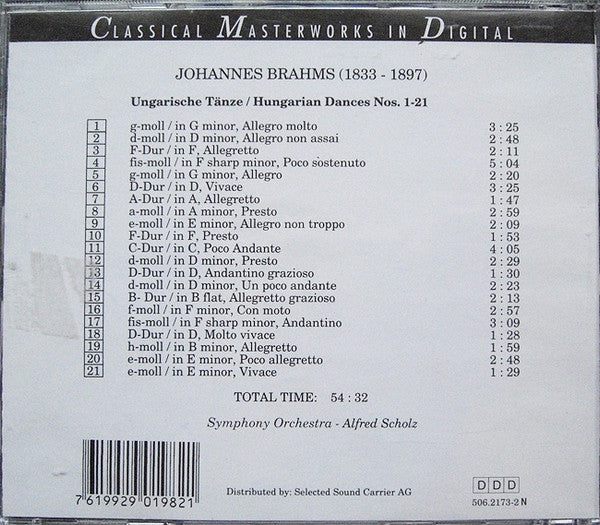 CLASSICAL MASTERWORKS IN DIGITAL
JOHANNES BRAHMS (1833 - 1897)
Ungarische Tänze / Hungarian Dances Nos. 1-21
1 g-moll / in G minor, Allegro molto 3 : 25
2 d-moll / in D minor, Allegro non assai 2 : 48
3 F-Dur / in F, Allegretto 2 : 11
4 fis-moll / in F sharp minor, Poco sostenuto 5 : 04
5 g-moll / in G minor, Allegro 2 : 20
6 D-Dur / in D, Vivace 3 : 25
7 A-Dur / in A, Allegretto 1 : 47
8 a-moll / in A minor, Presto 2 : 59
9 e-moll / in E minor, Allegro non troppo 2 : 09
10 F-Dur / in F, Presto 1 : 53
11 C-Dur / in C, Poco Andante 4 : 05
12 d-moll / in D minor, Presto 2 : 29
13 D-Dur / in D, Andantino grazioso 1 : 30
14 d-moll / in D minor, Un poco andante 2 : 23
15 B- Dur / in B flat, Allegretto grazioso 2 : 13
16 f-moll / in F minor, Con moto 2 : 57
17 fis-moll / in F sharp minor, Andantino 3 : 09
18 D-Dur / in D, Molto vivace 1 : 28
19 h-moll / in B minor, Allegretto 1 : 59
20 e-moll / in E minor, Poco allegretto 2 : 48
21 e-moll / in E minor, Vivace 1 : 29
TOTAL TIME: 54 : 32
Symphony Orchestra - Alfred Scholz
7 619929 019821
Distributed by: Selected Sound Carrier AG
D D D
506.2173-2 N